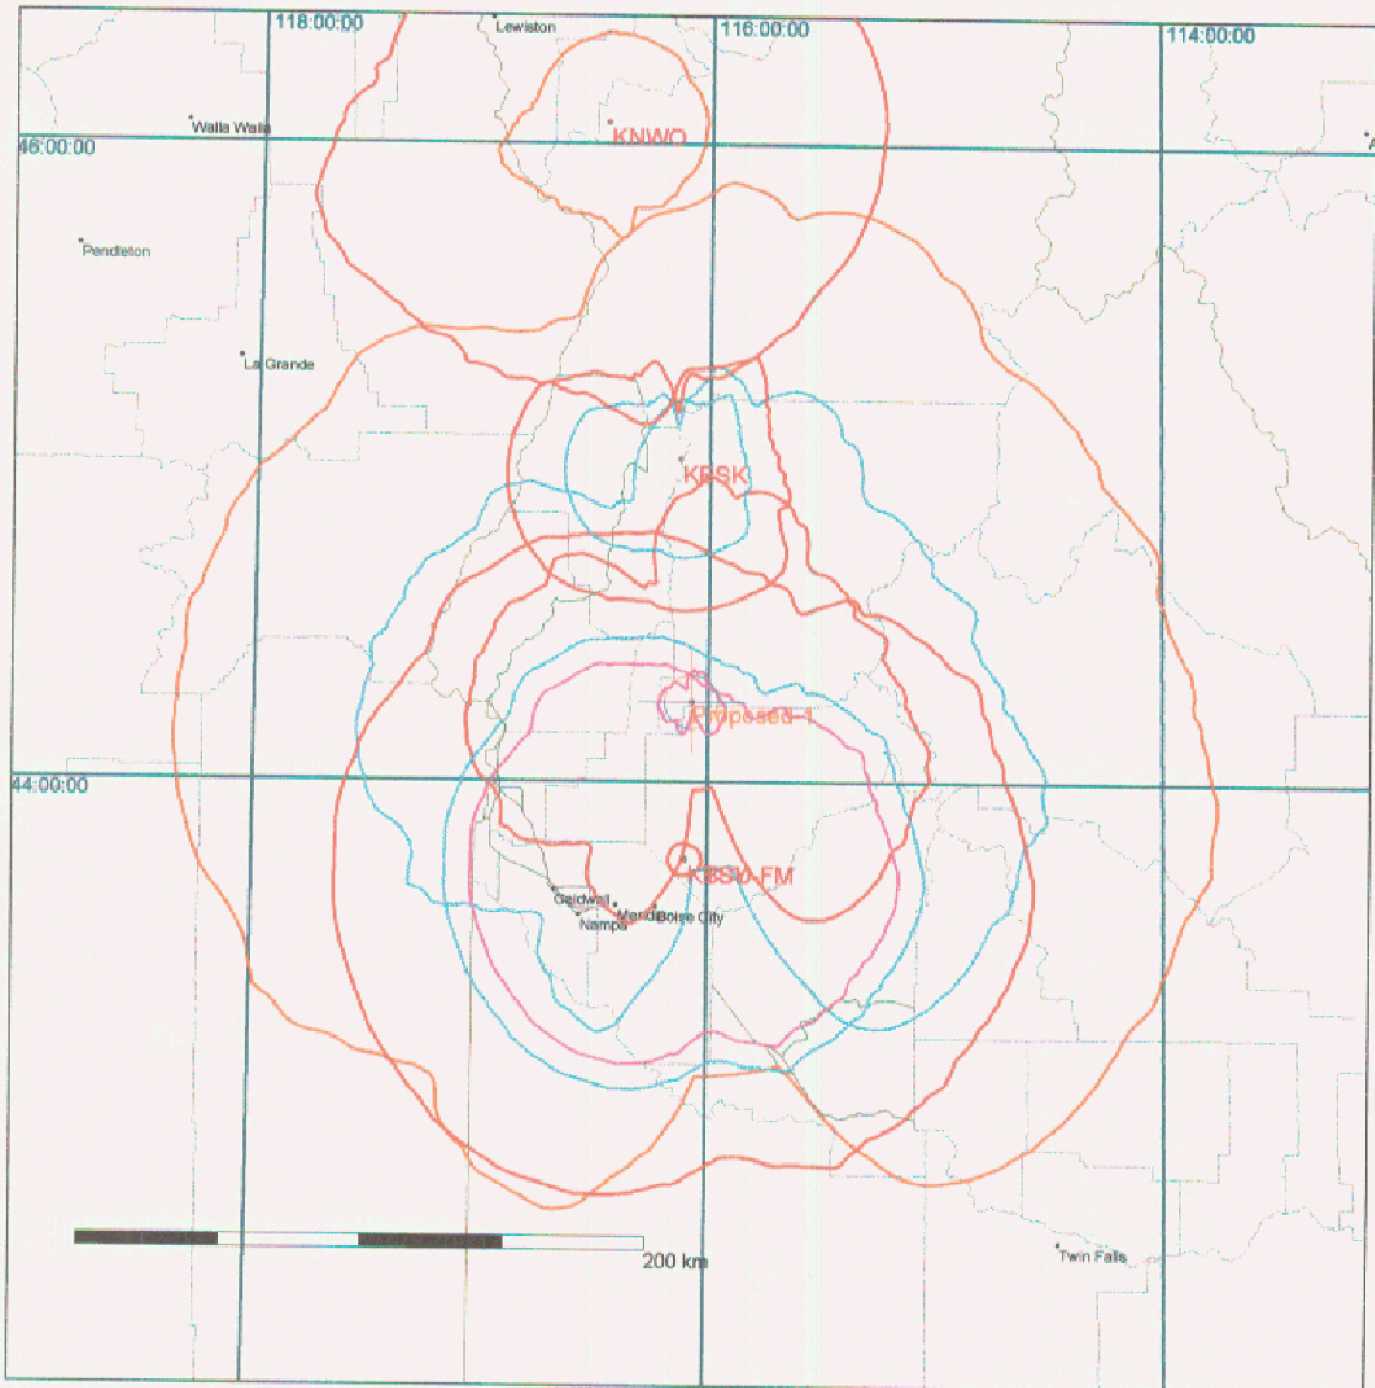 118:00:00
116:00:00
114:00:00
Lewiston
Walla Walla
KNWO
46:00:00
A
Pendleton
La Grande
Proposed-1
44:00:00
KBSU-FM
Caldwell
Boise City
Nampa
200 km
Twin Falls